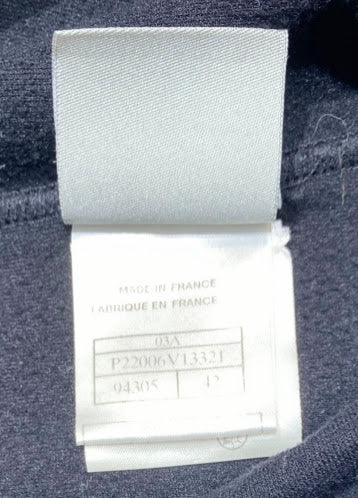 MADE IN FRANCE
FABRIQUE EN FRANCE
03A
P22006V13321
94305 42